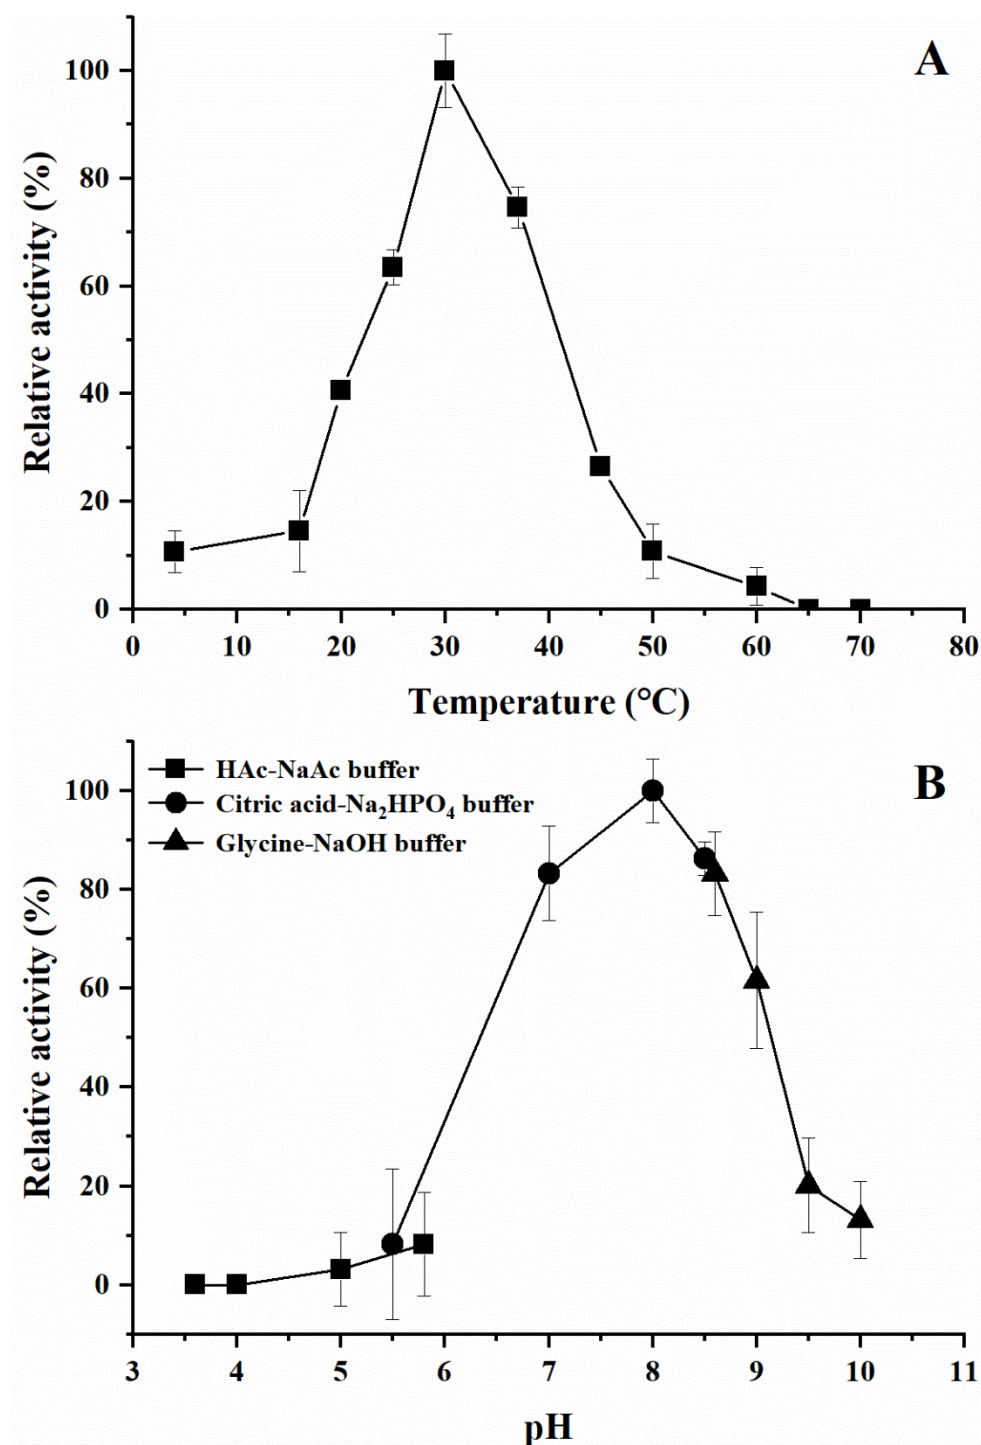 A
100
80
60
40
20
0
Relative activity (%)
0 10 20 30 40 50 60 70 80
Temperature (°C)
HAc-NaAc buffer
Citric acid-Na₂HPO₄ buffer
Glycine-NaOH buffer
B
100
80
60
40
20
0
Relative activity (%)
3 4 5 6 7 8 9 10 11
pH